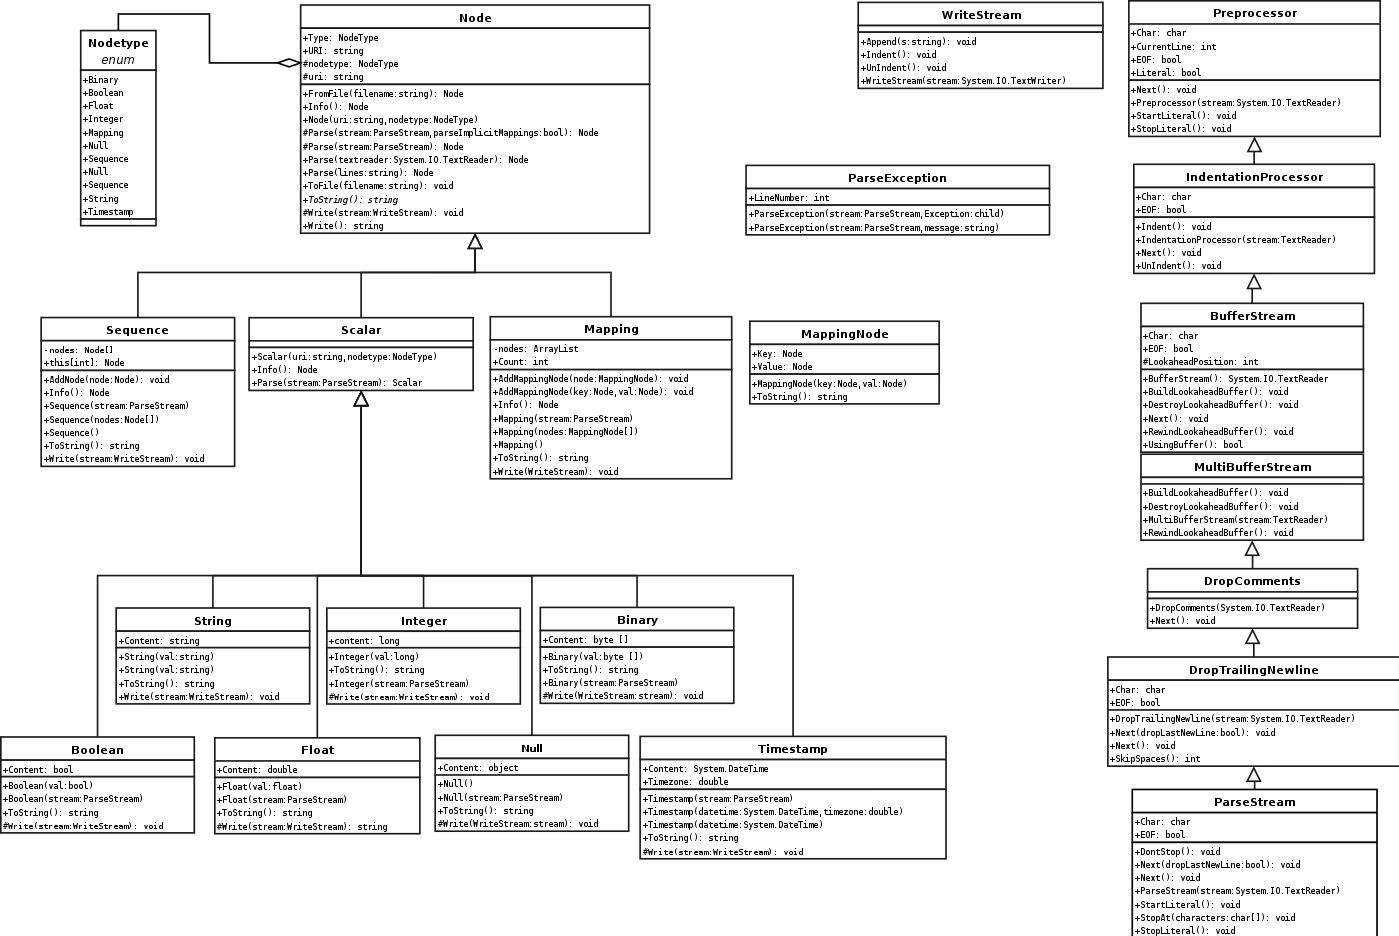 Nodetype
enum
+Binary
+Boolean
+Float
+Integer
+Mapping
+Null
+Sequence
+Null
+Sequence
+String
+Timestamp
Node
+Type: NodeType
+URI: string
#nodetype: NodeType
#uri: string
+FromFile(filename:string): Node
+Info(): Node
+Node(uri:string,nodetype:NodeType)
#Parse(stream:ParseStream,parseImplicitMappings:bool): Node
#Parse(stream:ParseStream): Node
+Parse(textreader:System.IO.TextReader): Node
+Parse(lines:string): Node
+ToFile(filename:string): void
+ToString(): string
#Write(stream:WriteStream): void
+Write(): string
WriteStream
+Append(s:string): void
+Indent(): void
+UnIndent(): void
+WriteStream(stream:System.IO.TextWriter)
Preprocessor
+Char: char
+CurrentLine: int
+EOF: bool
+Literal: bool
+Next(): void
+Preprocessor(stream:System.IO.TextReader)
+StartLiteral(): void
+StopLiteral(): void
ParseException
+LineNumber: int
+ParseException(stream:ParseStream,Exception:child)
+ParseException(stream:ParseStream,message:string)
IndentationProcessor
+Char: char
+EOF: bool
+Indent(): void
+IndentationProcessor(stream:TextReader)
+Next(): void
+UnIndent(): void
Sequence
-nodes: Node[]
+this[int]: Node
+AddNode(node:Node): void
+Info(): Node
+Sequence(stream:ParseStream)
+Sequence(nodes:Node[])
+Sequence()
+ToString(): string
+Write(stream:WriteStream): void
Scalar
+Scalar(uri:string,nodetype:NodeType)
+Info(): Node
+Parse(stream:ParseStream): Scalar
Mapping
-nodes: ArrayList
+Count: int
+AddMappingNode(node:MappingNode): void
+AddMappingNode(key:Node,val:Node): void
+Info(): Node
+Mapping(stream:ParseStream)
+Mapping(nodes:MappingNode[])
+Mapping()
+ToString(): string
+Write(WriteStream): void
MappingNode
+Key: Node
+Value: Node
+MappingNode(key:Node,val:Node)
+ToString(): string
BufferStream
+Char: char
+EOF: bool
#LookaheadPosition: int
+BufferStream(): System.IO.TextReader
+BuildLookaheadBuffer(): void
+DestroyLookaheadBuffer(): void
+Next(): void
+RewindLookaheadBuffer(): void
+UsingBuffer(): bool
MultiBufferStream
+BuildLookaheadBuffer(): void
+DestroyLookaheadBuffer(): void
+MultiBufferStream(stream:TextReader)
+RewindLookaheadBuffer(): void
DropComments
+DropComments(System.IO.TextReader)
+Next(): void
String
+Content: string
+String(val:string)
+String(val:string)
+ToString(): string
+Write(stream:WriteStream): void
Integer
+content: long
+Integer(val:long)
+ToString(): string
+Integer(stream:ParseStream)
#Write(stream:WriteStream): void
Binary
+Content: byte []
+Binary(val:byte [])
+ToString(): string
+Binary(stream:ParseStream)
#Write(WriteStream:stream): void
DropTrailingNewline
+Char: char
+EOF: bool
+DropTrailingNewline(stream:System.IO.TextReader)
+Next(dropLastNewLine:bool): void
+Next(): void
+SkipSpaces(): int
Boolean
+Content: bool
+Boolean(val:bool)
+Boolean(stream:ParseStream)
+ToString(): string
#Write(stream:WriteStream): void
Float
+Content: double
+Float(val:float)
+Float(stream:ParseStream)
+ToString(): string
#Write(stream:WriteStream): string
Null
+Content: object
+Null()
+Null(stream:ParseStream)
+ToString(): string
#Write(WriteStream:stream): void
Timestamp
+Content: System.DateTime
+Timezone: double
+Timestamp(stream:ParseStream)
+Timestamp(datetime:System.DateTime,timezone:double)
+Timestamp(datetime:System.DateTime)
+ToString(): string
#Write(stream:WriteStream): void
ParseStream
+Char: char
+EOF: bool
+DontStop(): void
+Next(dropLastNewLine:bool): void
+Next(): void
+ParseStream(stream:System.IO.TextReader)
+StartLiteral(): void
+StopAt(characters:char[]): void
+StopLiteral(): void